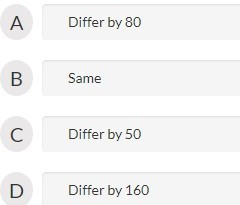 A Differ by 80
B Same
C Differ by 50
D Differ by 160